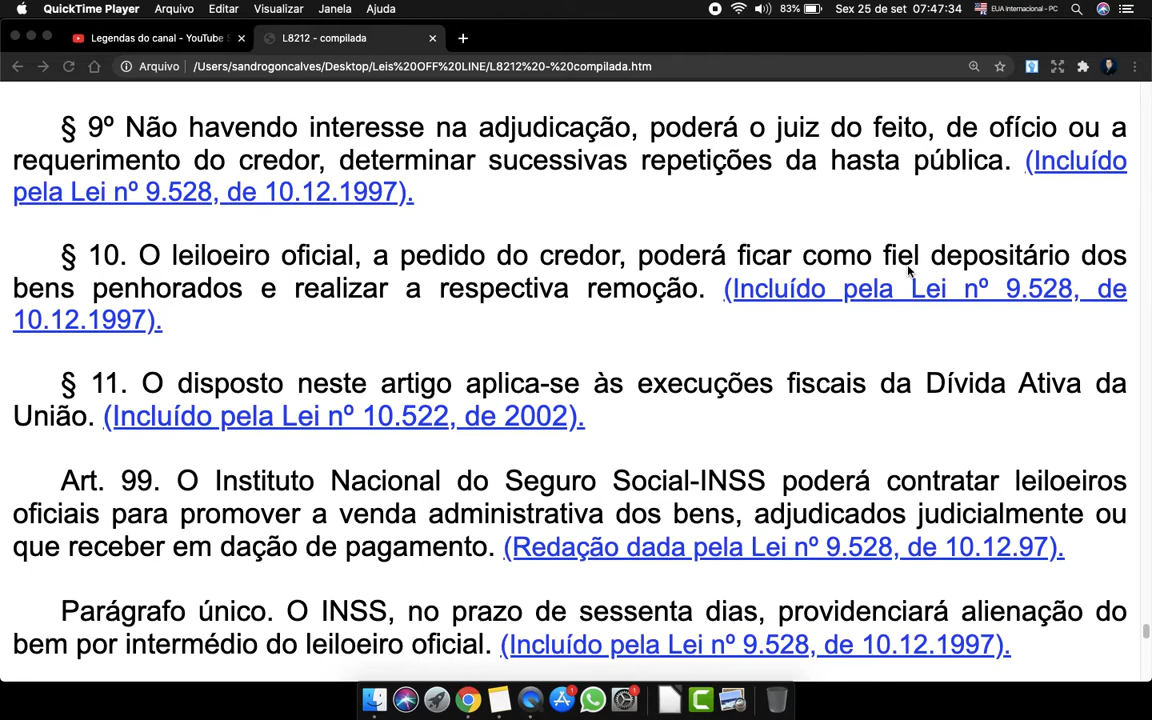 QuickTime Player Arquivo Editar Visualizar Janela Ajuda 83% Sex 25 de set 07:47:34 EUA Internacional - PC
Legendas do canal - YouTube L8212 - compilada
Arquivo /Users/sandrogoncalves/Desktop/Leis%20OFF%20LINE/L8212%20-%20compilada.htm
§ 9º Não havendo interesse na adjudicação, poderá o juiz do feito, de ofício ou a
requerimento do credor, determinar sucessivas repetições da hasta pública. (Incluído
pela Lei nº 9.528, de 10.12.1997).
§ 10. O leiloeiro oficial, a pedido do credor, poderá ficar como fiel depositário dos
bens penhorados e realizar a respectiva remoção. (Incluído pela Lei nº 9.528, de
10.12.1997).
§ 11. O disposto neste artigo aplica-se às execuções fiscais da Dívida Ativa da
União. (Incluído pela Lei nº 10.522, de 2002).
Art. 99. O Instituto Nacional do Seguro Social-INSS poderá contratar leiloeiros
oficiais para promover a venda administrativa dos bens, adjudicados judicialmente ou
que receber em dação de pagamento. (Redação dada pela Lei nº 9.528, de 10.12.97).
Parágrafo único. O INSS, no prazo de sessenta dias, providenciará alienação do
bem por intermédio do leiloeiro oficial. (Incluído pela Lei nº 9.528, de 10.12.1997).
1 1